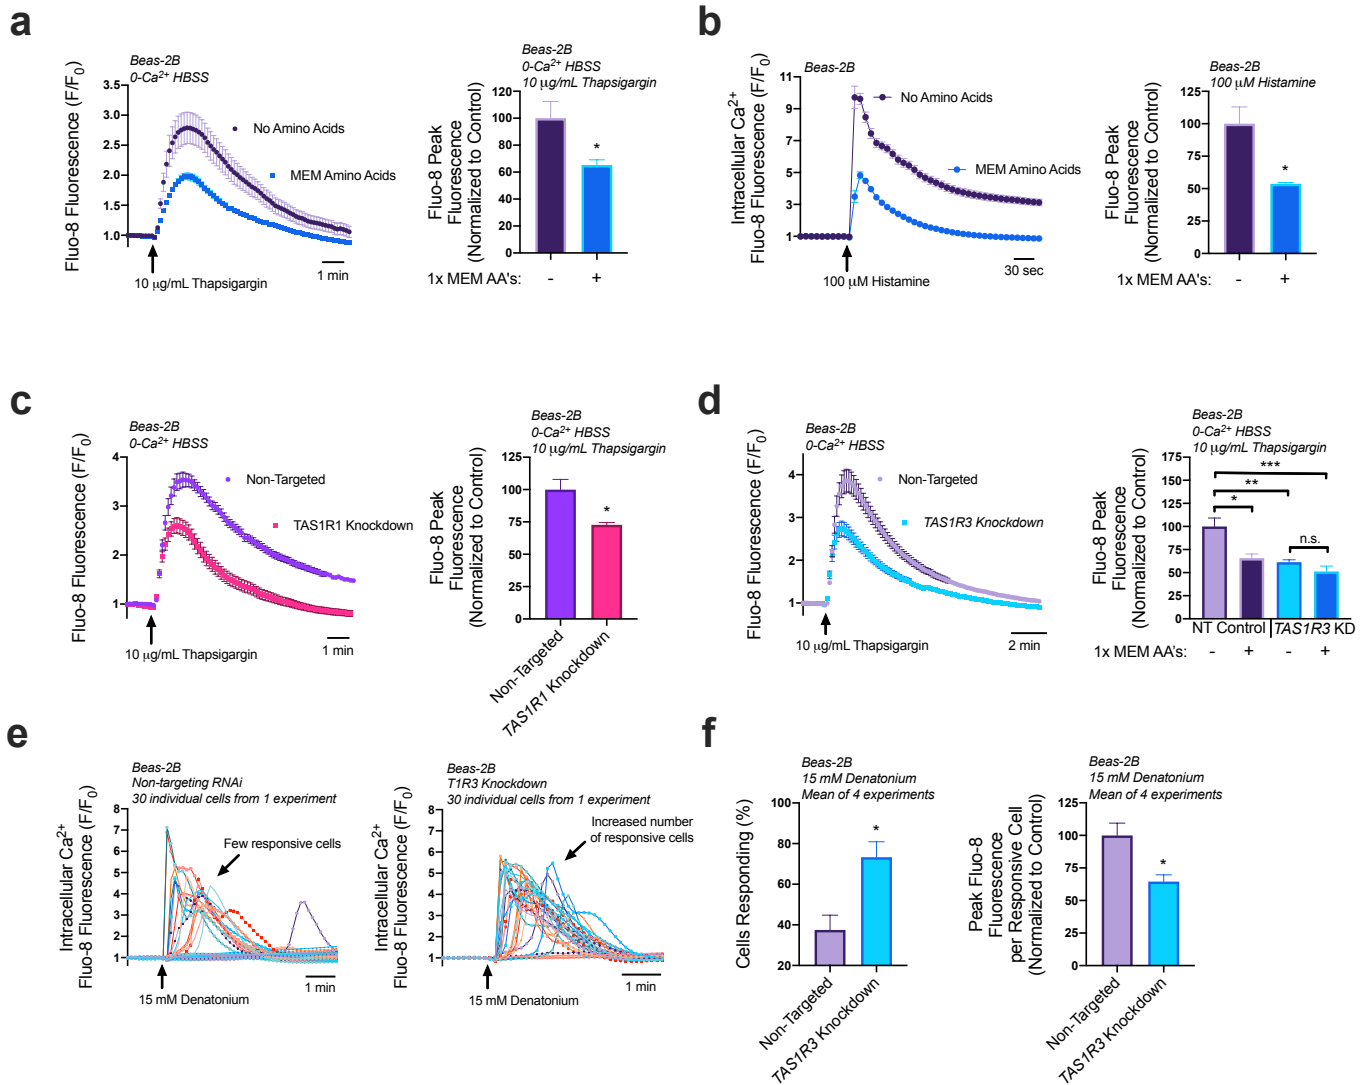 a
Beas-2B
0-Ca2+ HBSS
Fluo-8 Fluorescence (F/F0)
3.5
3.0
2.5
2.0
1.5
1.0
No Amino Acids
MEM Amino Acids
1 min
10 μg/mL Thapsigargin
Beas-2B
0-Ca2+ HBSS
10 μg/mL Thapsigargin
Fluo-8 Peak
Fluorescence
(Normalized to Control)
120
100
80
60
40
20
0
*
1x MEM AA's: - +
b
Beas-2B
Intracellular Ca2+
Fluo-8 Fluorescence (F/F0)
11
9
7
5
3
1
No Amino Acids
MEM Amino Acids
30 sec
100 μM Histamine
Beas-2B
100 μM Histamine
Fluo-8 Peak
Fluorescence
(Normalized to Control)
125
100
75
50
25
0
*
1x MEM AA's: - +
c
Beas-2B
0-Ca2+ HBSS
Fluo-8 Fluorescence (F/F0)
4
3
2
1
Non-Targeted
TAS1R1 Knockdown
1 min
10 μg/mL Thapsigargin
Beas-2B
0-Ca2+ HBSS
10 μg/mL Thapsigargin
Fluo-8 Peak
Fluorescence
(Normalized to Control)
125
100
75
50
25
0
*
Non-Targeted
TAS1R1 Knockdown
d
Beas-2B
0-Ca2+ HBSS
Fluo-8 Fluorescence (F/F0)
4
3
2
1
Non-Targeted
TAS1R3 Knockdown
2 min
10 μg/mL Thapsigargin
Beas-2B
0-Ca2+ HBSS
10 μg/mL Thapsigargin
Fluo-8 Peak
Fluorescence
(Normalized to Control)
175
150
125
100
75
50
25
0
***
**
*
n.s.
NT Control TAS1R3 KD
1x MEM AA's: - + - +
e
Beas-2B
Non-targeting RNAi
30 individual cells from 1 experiment
Intracellular Ca2+
Fluo-8 Fluorescence (F/F0)
8
7
6
5
4
3
2
1
Few responsive cells
1 min
15 mM Denatonium
Beas-2B
T1R3 Knockdown
30 individual cells from 1 experiment
Intracellular Ca2+
Fluo-8 Fluorescence (F/F0)
8
7
6
5
4
3
2
1
Increased number
of responsive cells
1 min
15 mM Denatonium
f
Beas-2B
15 mM Denatonium
Mean of 4 experiments
Cells Responding (%)
100
80
60
40
20
*
Non-Targeted
TAS1R3 Knockdown
Beas-2B
15 mM Denatonium
Mean of 4 experiments
Peak Fluo-8
Fluorescence
per Responsive Cell
(Normalized to Control)
125
100
75
50
25
0
*
Non-Targeted
TAS1R3 Knockdown